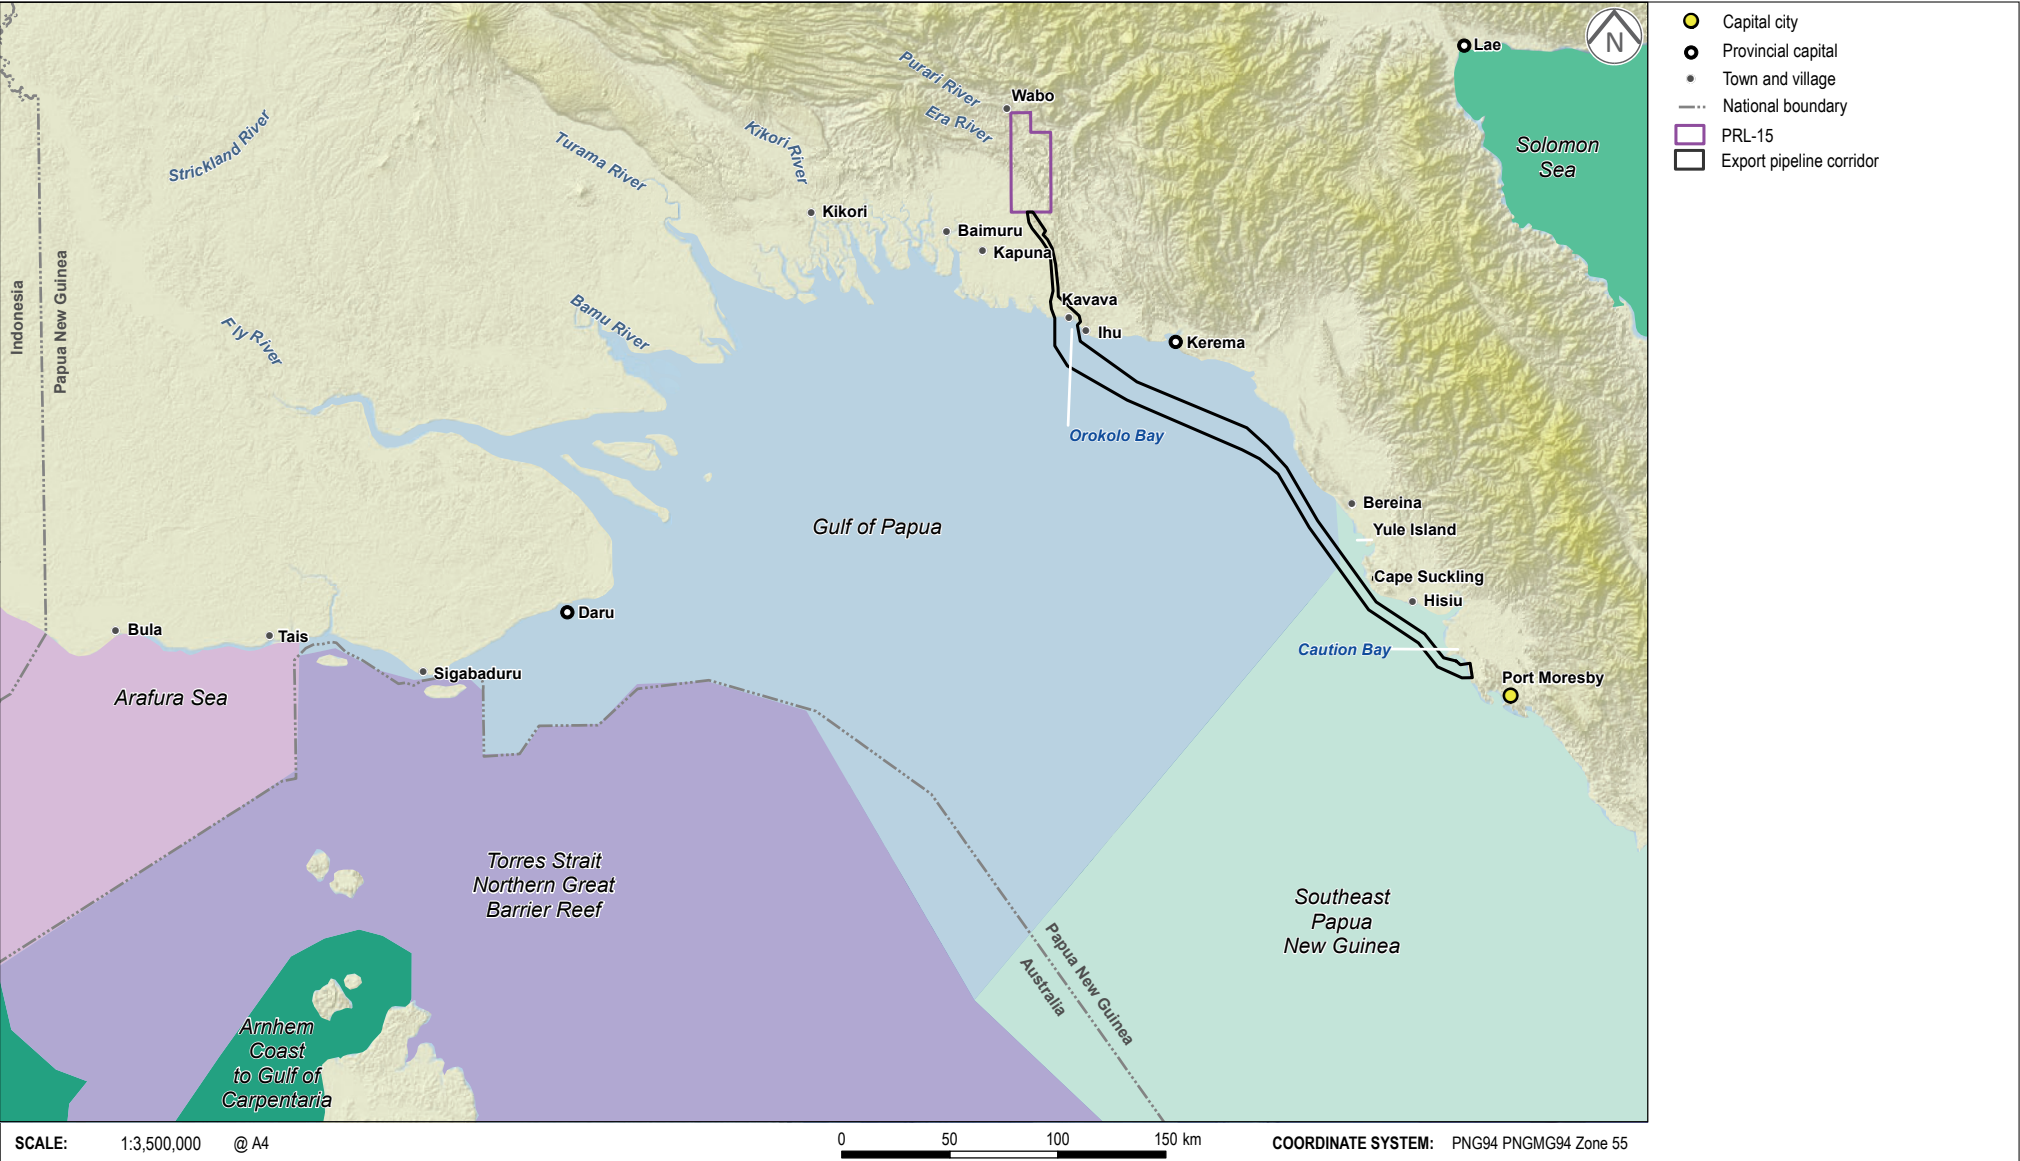 Capital city
Provincial capital
Town and village
National boundary
PRL-15
Export pipeline corridor
N
Lae
Solomon
Sea
Purari River
Wabo
Era River
Strickland River
Turama River
Kikori River
Kikori
Baimuru
Kapuna
Indonesia
Papua New Guinea
Fly River
Bamu River
Kavava
Ihu
Kerema
Orokolo Bay
Gulf of Papua
Bereina
Yule Island
Cape Suckling
Hisiu
Caution Bay
Port Moresby
Daru
Bula
Tais
Sigabaduru
Arafura Sea
Torres Strait
Northern Great
Barrier Reef
Southeast
Papua
New Guinea
Papua New Guinea
Australia
Arnhem
Coast
to Gulf of
Carpentaria
SCALE: 1:3,500,000 @ A4
0 50 100 150 km
COORDINATE SYSTEM: PNG94 PNGMG94 Zone 55